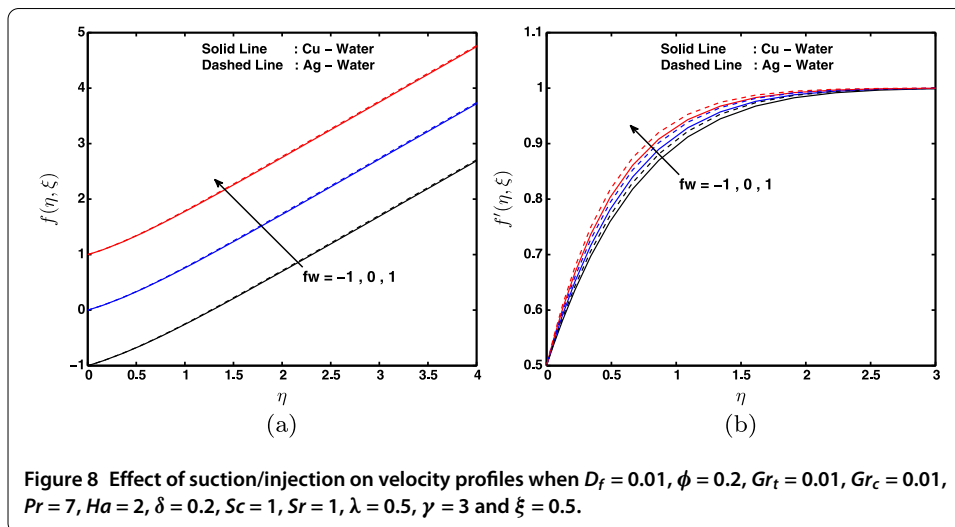 5
4
3
2
1
0
−1
0 0.5 1 1.5 2 2.5 3 3.5 4
f(η, ξ)
η
Solid Line : Cu − Water
Dashed Line : Ag − Water
fw = −1 , 0 , 1
(a)
1.1
1
0.9
0.8
0.7
0.6
0.5
0 0.5 1 1.5 2 2.5 3
f′(η, ξ)
η
Solid Line : Cu − Water
Dashed Line : Ag − Water
fw = −1 , 0 , 1
(b)
Figure 8 Effect of suction/injection on velocity profiles when D_f = 0.01, ϕ = 0.2, Gr_t = 0.01, Gr_c = 0.01,
Pr = 7, Ha = 2, δ = 0.2, Sc = 1, Sr = 1, λ = 0.5, γ = 3 and ξ = 0.5.